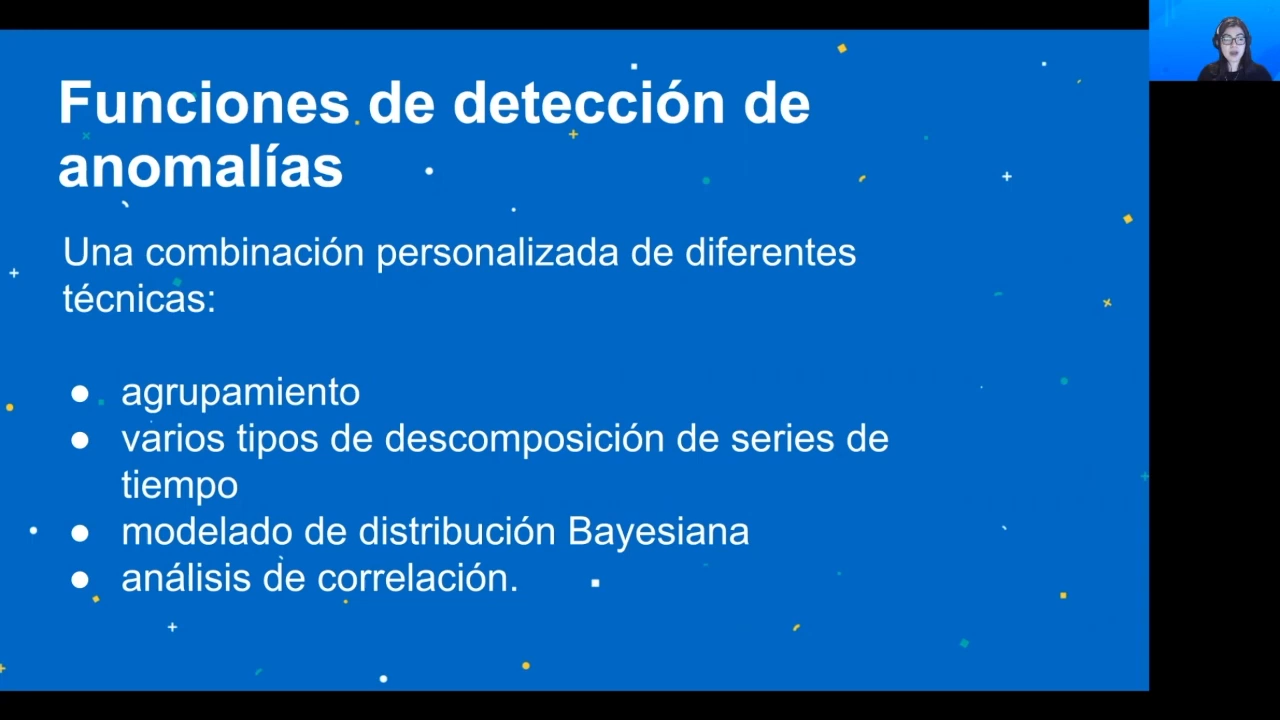 Funciones de detección de
anomalías
Una combinación personalizada de diferentes
técnicas:
● agrupamiento
● varios tipos de descomposición de series de
tiempo
● modelado de distribución Bayesiana
● análisis de correlación.